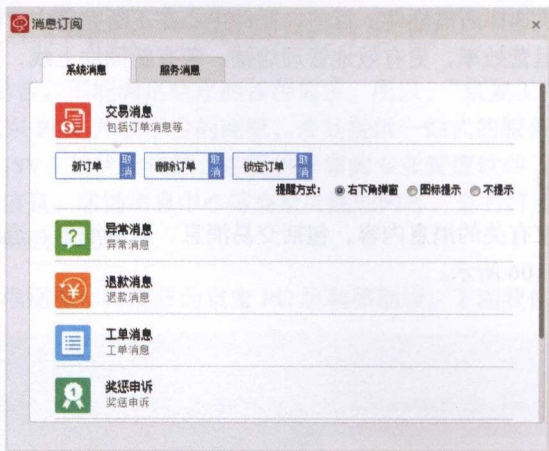 消息订阅
×
系统消息 服务消息
交易消息
包括订单消息等
新订单 取消 删除订单 取消 锁定订单 取消
提醒方式: 右下角弹窗 图标提示 不提示
异常消息
异常消息
退款消息
退款消息
工单消息
工单消息
奖惩申诉
奖惩申诉